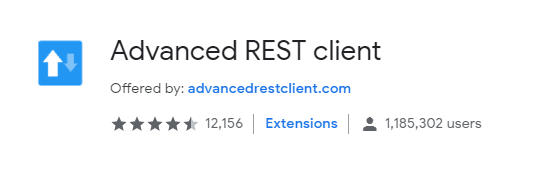 Advanced REST client
Offered by: advancedrestclient.com
12,156 Extensions 1,185,302 users